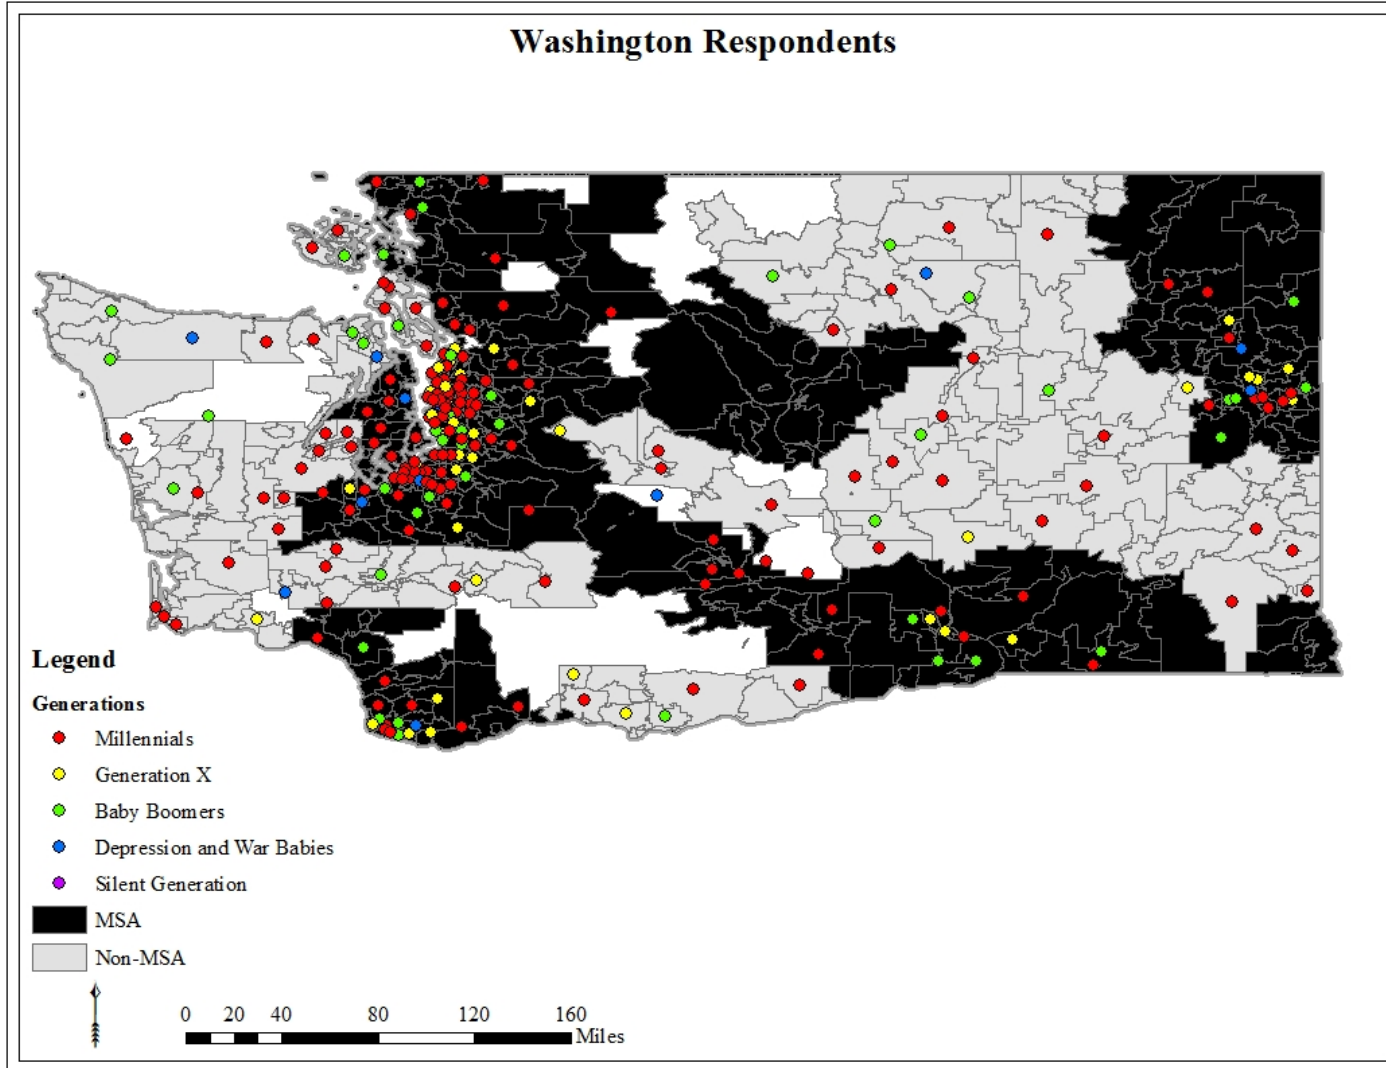 Washington Respondents
Legend
Generations
Millennials
Generation X
Baby Boomers
Depression and War Babies
Silent Generation
MSA
Non-MSA
0 20 40 80 120 160
Miles